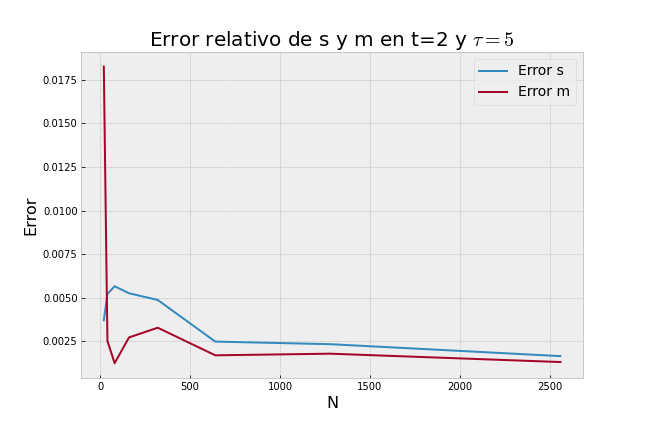 Error relativo de s y m en t=2 y τ = 5
Error s
Error m
0.0175
0.0150
0.0125
0.0100
0.0075
0.0050
0.0025
Error
0
500
1000
1500
2000
2500
N